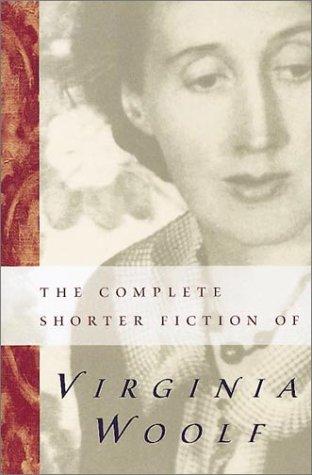 THE COMPLETE
SHORTER FICTION OF
VIRGINIA
WOOLF